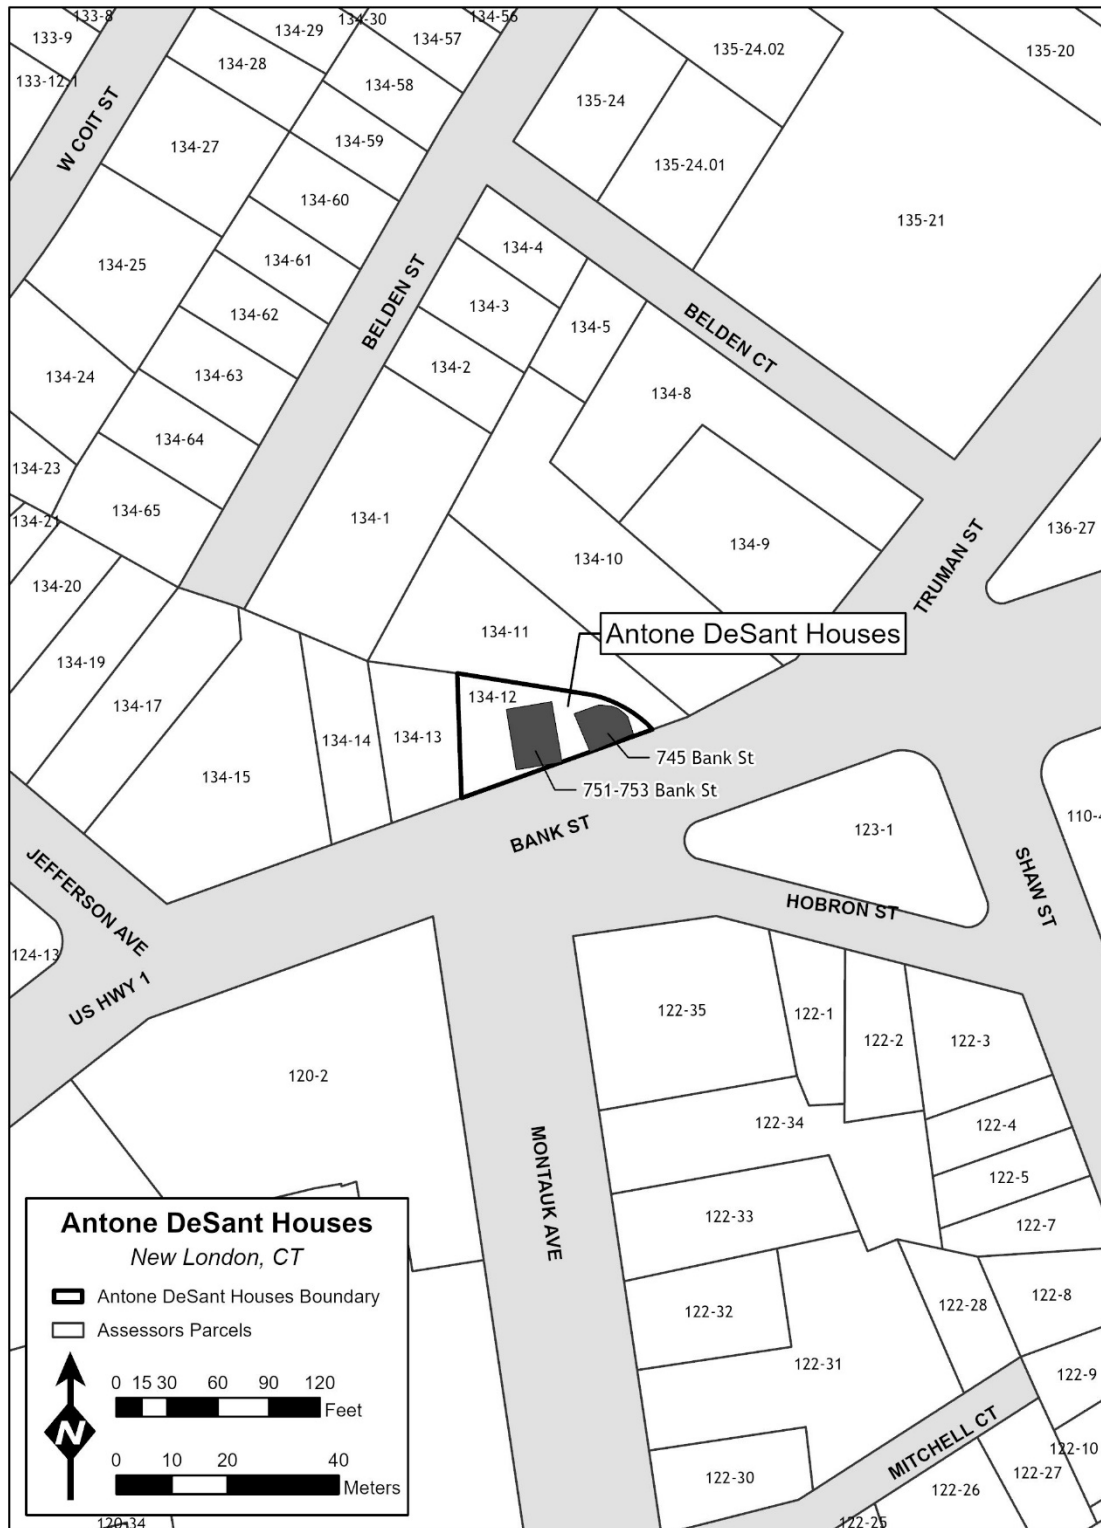 133-8
134-30
134-56
133-9
134-29
134-57
135-24.02
135-20
134-28
133-12.1
134-58
135-24
W COIT ST
134-59
134-27
135-24.01
134-60
135-21
134-4
134-61
134-25
BELDEN ST
134-3
134-62
134-5
BELDEN CT
134-2
134-24
134-63
134-8
134-64
134-23
134-65
134-1
134-21
136-27
134-9
134-10
TRUMAN ST
134-20
134-11
Antone DeSant Houses
134-19
134-12
134-17
134-14
134-13
745 Bank St
134-15
751-753 Bank St
BANK ST
123-1
110-4
JEFFERSON AVE
SHAW ST
HOBRON ST
124-13
US HWY 1
122-35
122-1
122-2
122-3
120-2
122-34
122-4
MONTAUK AVE
122-5
122-33
122-7
122-32
122-28
122-8
122-31
122-9
MITCHELL CT
122-10
122-30
122-27
122-26
122-25
120-34
Antone DeSant Houses
New London, CT
Antone DeSant Houses Boundary
Assessors Parcels
0 15 30 60 90 120
Feet
N
0 10 20 40
Meters